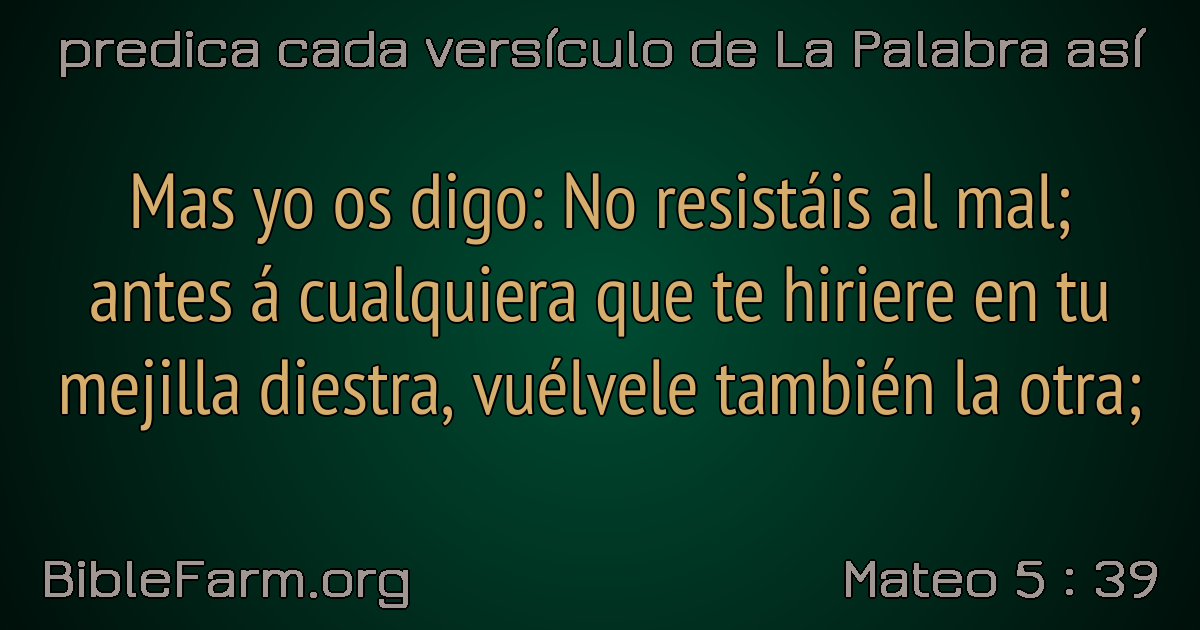 predica cada versículo de La Palabra así
Mas yo os digo: No resistáis al mal;
antes á cualquiera que te hiriere en tu
mejilla diestra, vuélvele también la otra;
BibleFarm.org
Mateo 5 : 39